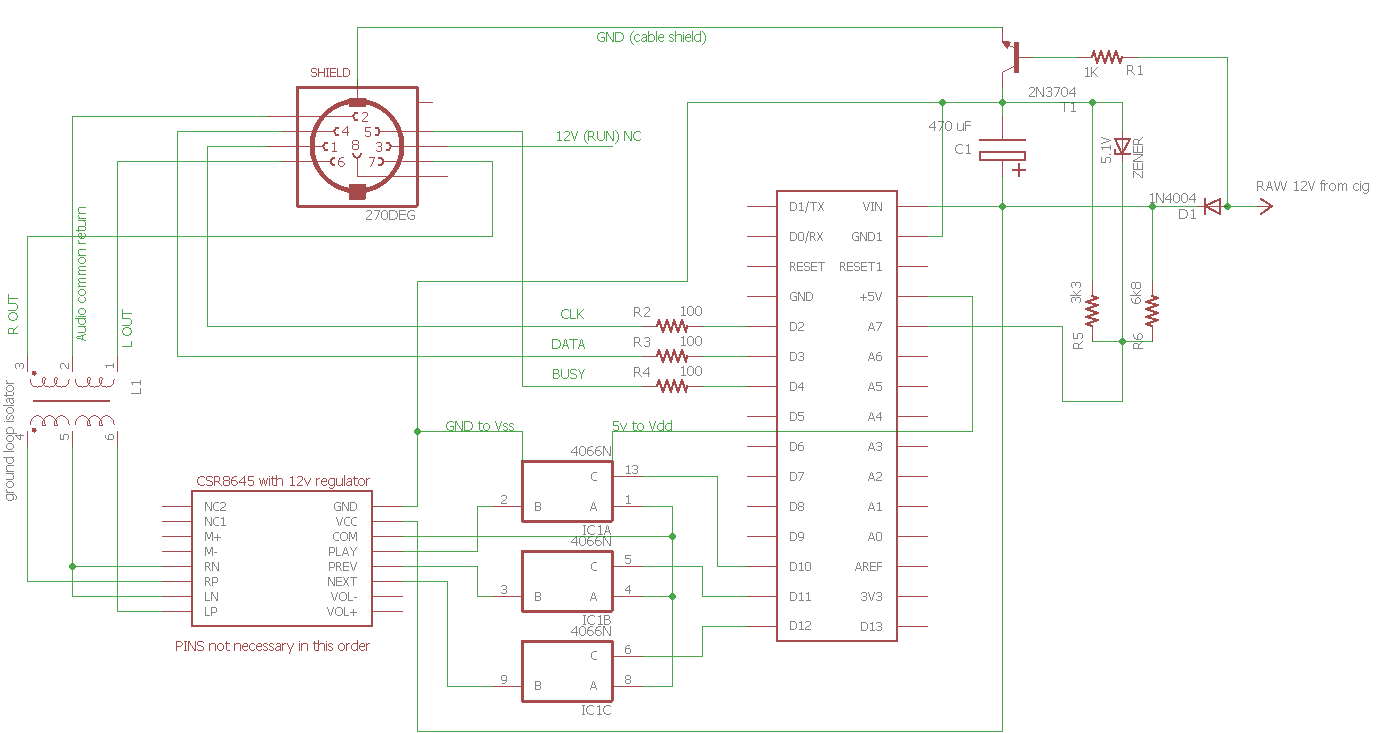 GND (cable shield)
SHIELD
1K
R1
2N3704
T1
2
4
5
1
8
3
6
7
270DEG
12V (RUN) NC
470 uF
C1
5.1V
ZENER
RAW 12V from cig
1N4004
D1
D1/TX
VIN
D0/RX
GND1
RESET
RESET1
GND
+5V
D2
A7
D3
A6
D4
A5
D5
A4
D6
A3
D7
A2
D8
A1
D9
A0
D10
AREF
D11
3V3
D12
D13
3K3
R5
6k8
R6
CLK
R2
100
DATA
R3
100
BUSY
R4
100
R OUT
Audio common return
L OUT
3
2
1
L1
4
5
6
ground loop isolator
GND to Vss
5v to Vdd
CSR8645 with 12v regulator
NC2
GND
NC1
VCC
M+
COM
M-
PLAY
RN
PREV
RP
NEXT
LN
VOL-
LP
VOL+
PINS not necessary in this order
4066N
C
13
2
B
A
1
IC1A
4066N
C
5
3
B
A
4
IC1B
4066N
C
6
9
B
A
8
IC1C